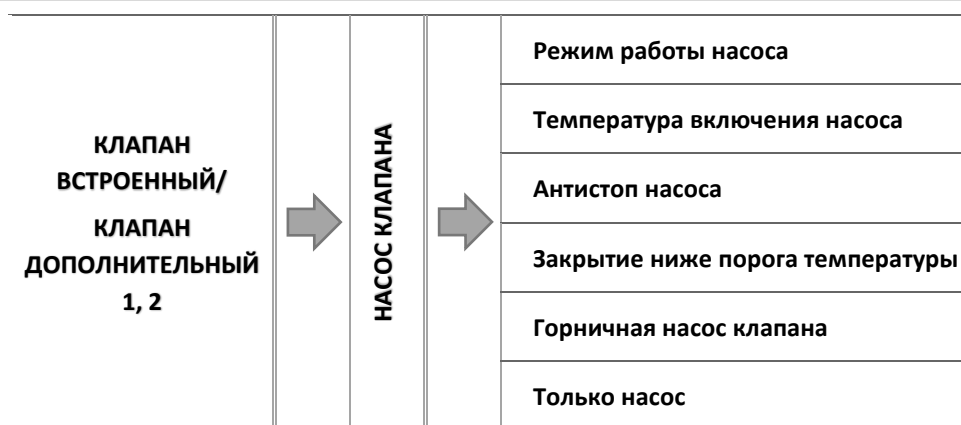 КЛАПАН
ВСТРОЕННЫЙ/
КЛАПАН
ДОПОЛНИТЕЛЬНЫЙ
1, 2
НАСОС КЛАПАНА
Режим работы насоса
Температура включения насоса
Антистоп насоса
Закрытие ниже порога температуры
Горничная насос клапана
Только насос